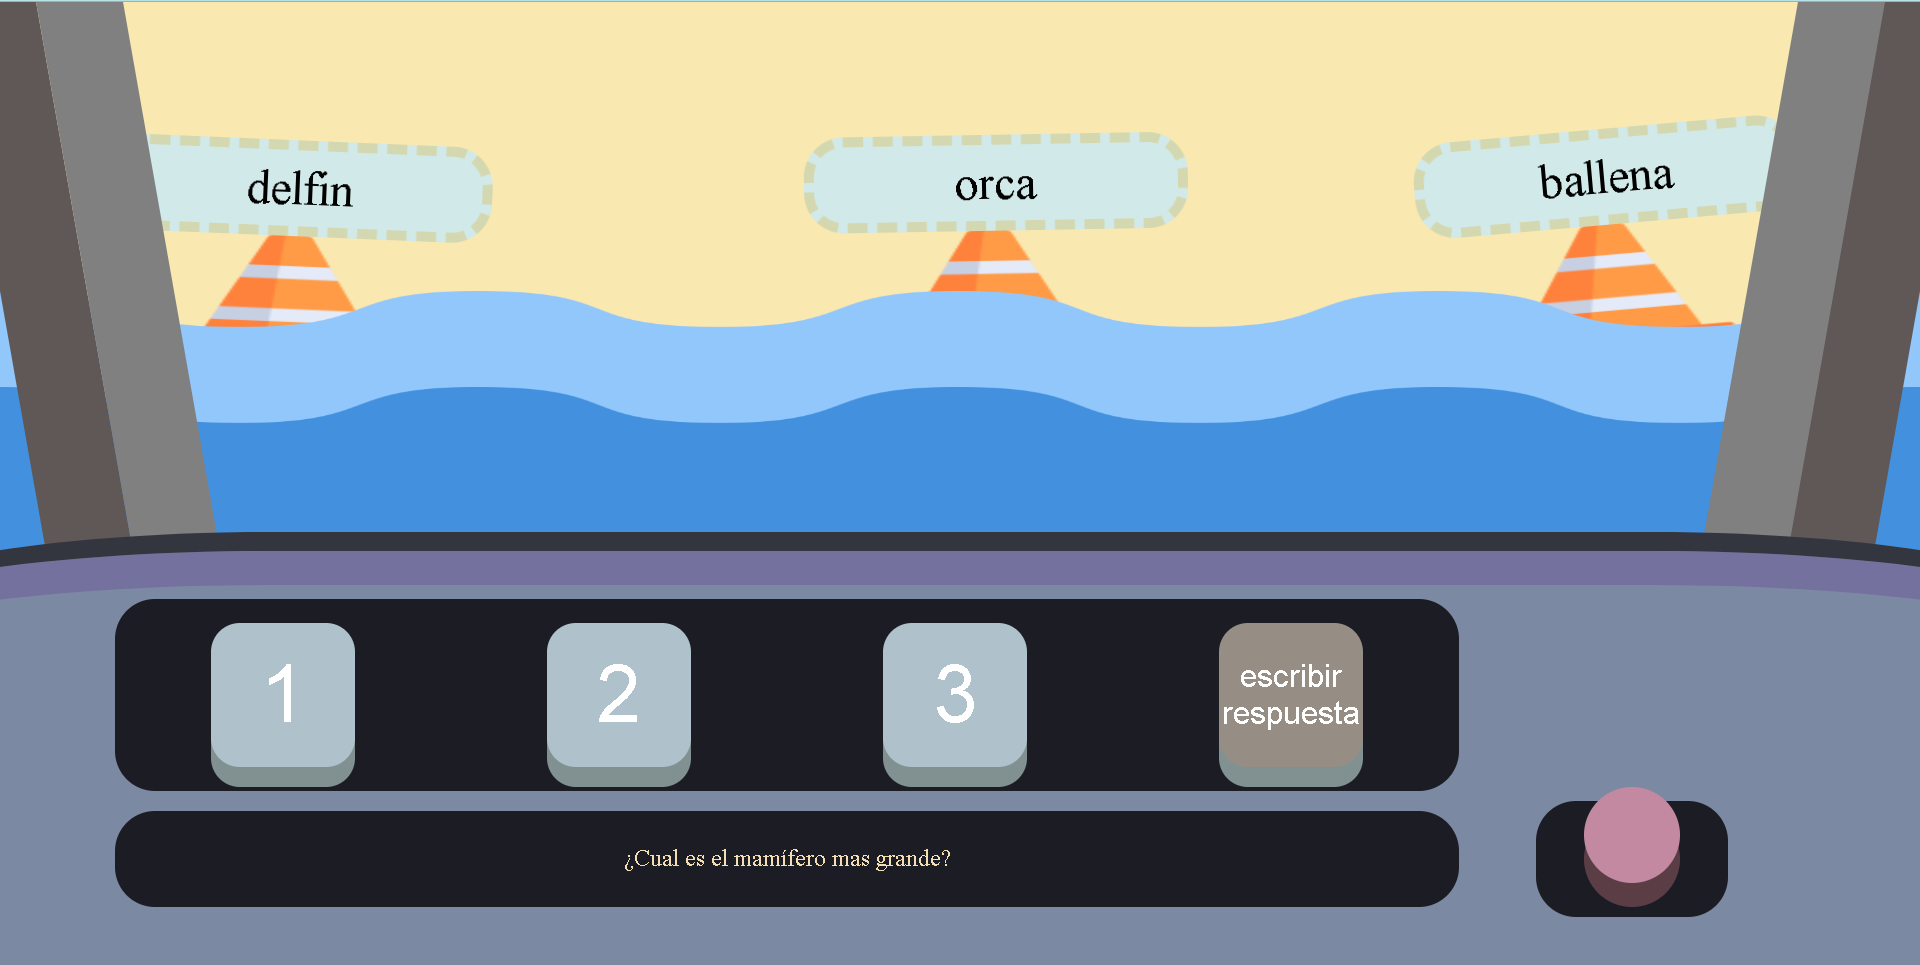 delfin
orca
ballena
1
2
3
escribir
respuesta
¿Cual es el mamífero mas grande?